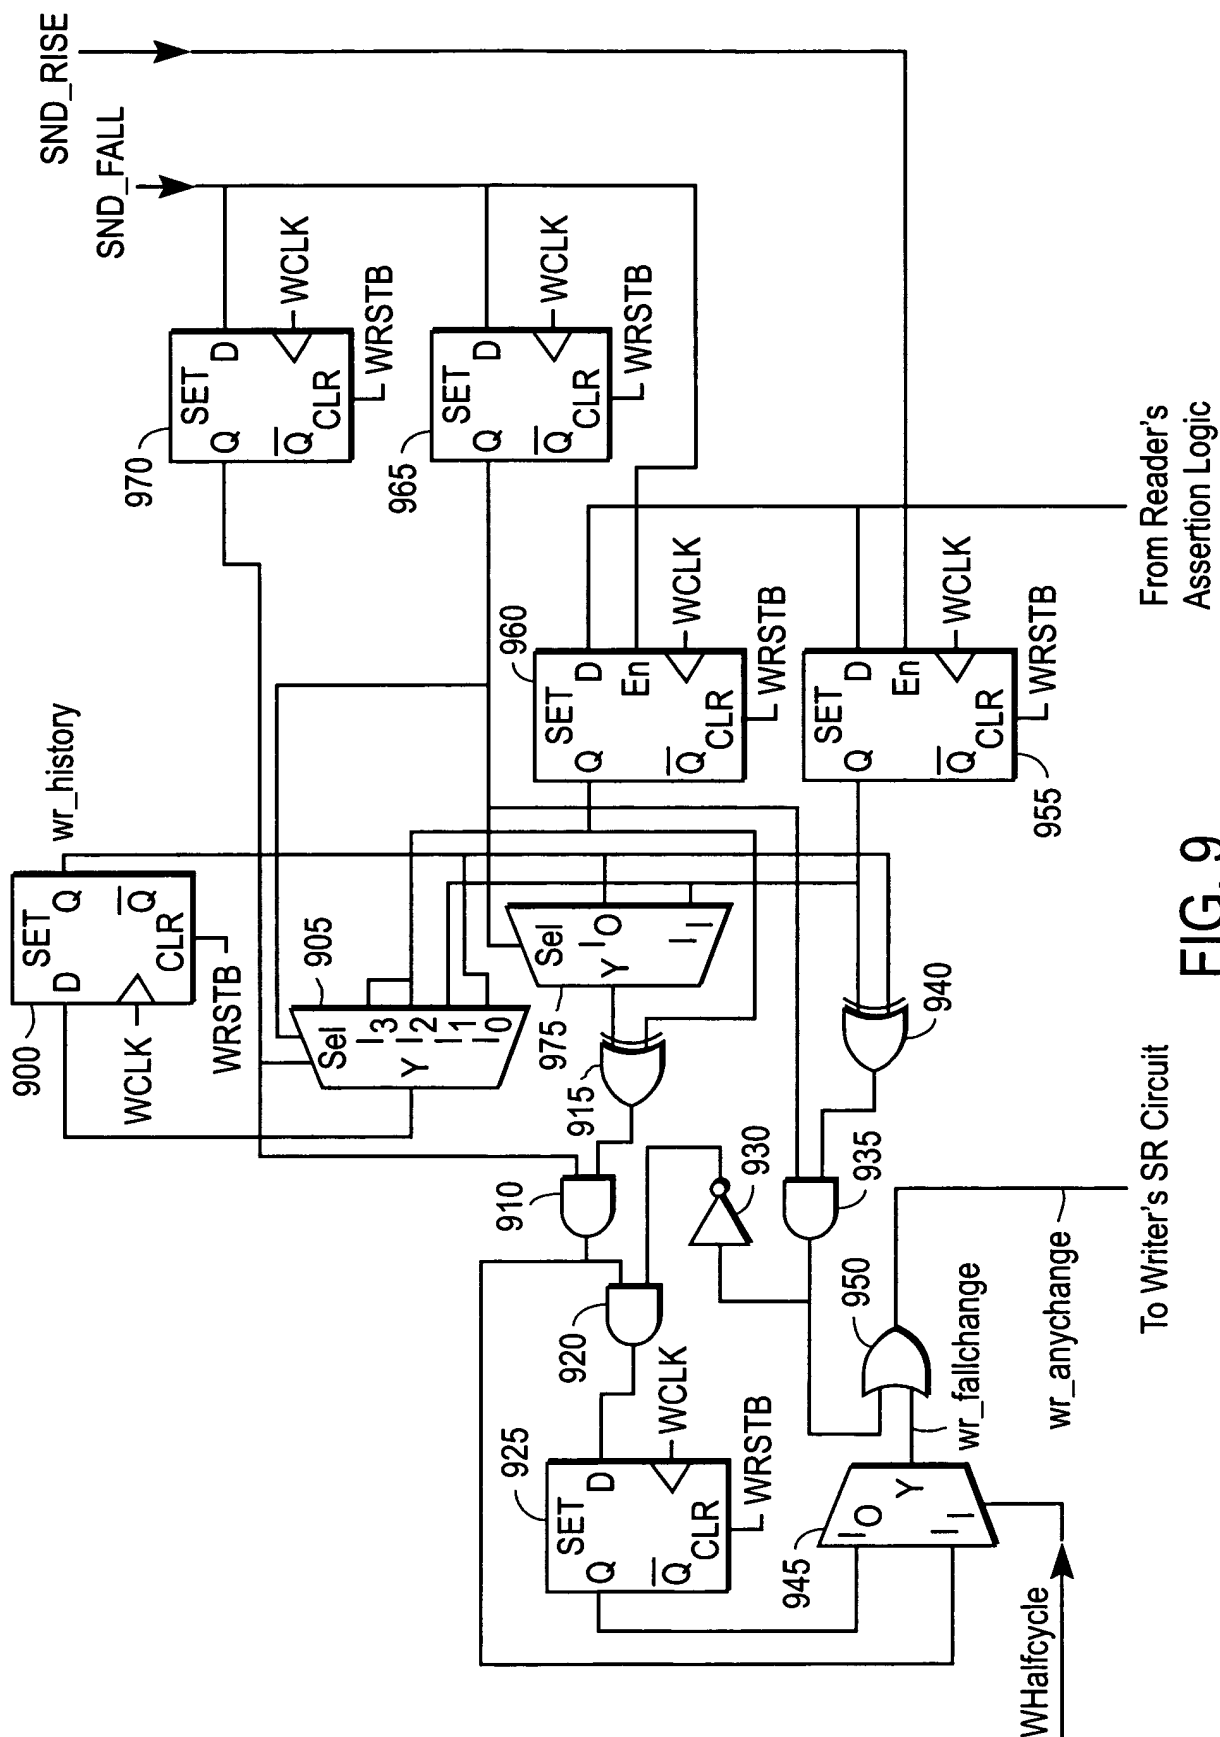 SND_RISE
SND_FALL
970
SET
D
Q
Q
CLR
WCLK
WRSTB
965
SET
D
Q
Q
CLR
WCLK
WRSTB
960
SET
D
Q
En
Q
CLR
WCLK
WRSTB
955
SET
D
Q
En
Q
CLR
WCLK
WRSTB
From Reader's
Assertion Logic
wr_history
900
SET
D
Q
Q
CLR
WCLK
WRSTB
905
Sel
I3
I2
I1
I0
Y
975
Sel
I0
I1
Y
915
910
920
930
935
940
925
SET
D
Q
Q
CLR
WCLK
WRSTB
945
I0
I1
Y
950
wr_fallchange
wr_anychange
To Writer's SR Circuit
WHalfcycle
FIG. 9